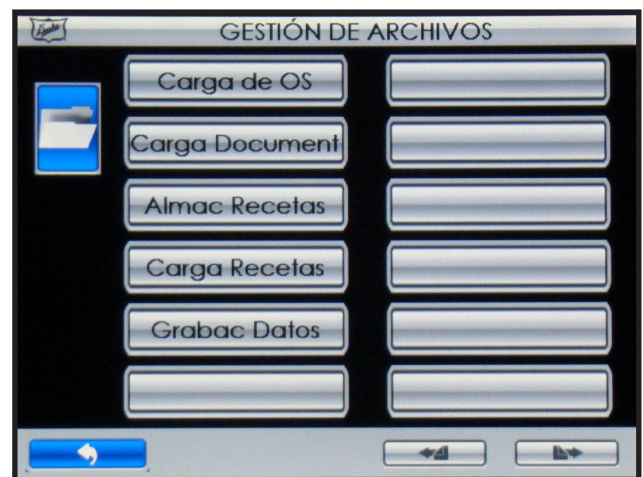 GESTIÓN DE ARCHIVOS
Carga de OS
Carga Document
Almac Recetas
Carga Recetas
Grabac Datos